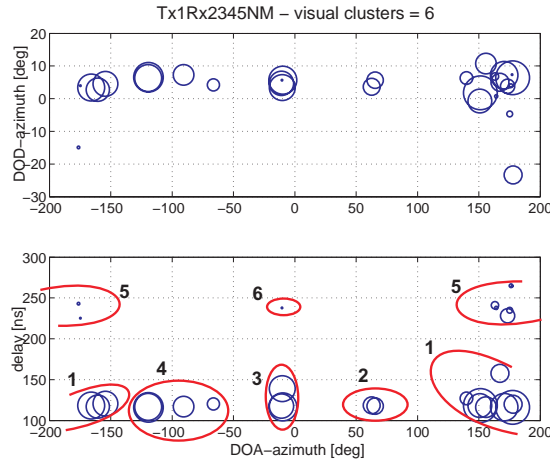 Tx1Rx2345NM − visual clusters = 6
DOD−azimuth [deg]
20
10
0
10
20
30
−200 −150 −100 −50 0 50 100 150 200
delay [ns]
300
250
200
150
100
5 6 5
1 4 3 2 1
−200 −150 −100 −50 0 50 100 150 200
DOA−azimuth [deg]